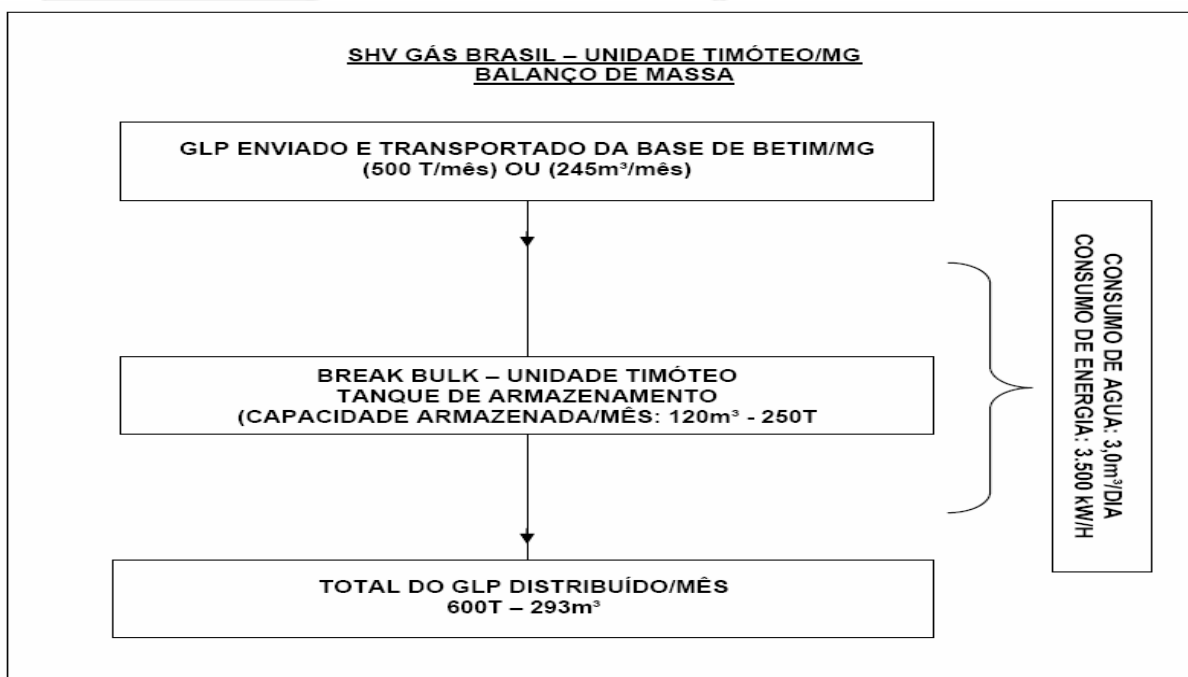 SHV GÁS BRASIL – UNIDADE TIMÓTEO/MG
BALANÇO DE MASSA
GLP ENVIADO E TRANSPORTADO DA BASE DE BETIM/MG
(500 T/mês) OU (245m³/mês)
BREAK BULK – UNIDADE TIMÓTEO
TANQUE DE ARMAZENAMENTO
(CAPACIDADE ARMAZENADA/MÊS: 120m³ - 250T
TOTAL DO GLP DISTRIBUÍDO/MÊS
600T – 293m³
CONSUMO DE AGUA: 3,0m³/DIA
CONSUMO DE ENERGIA: 3.500 kW/H